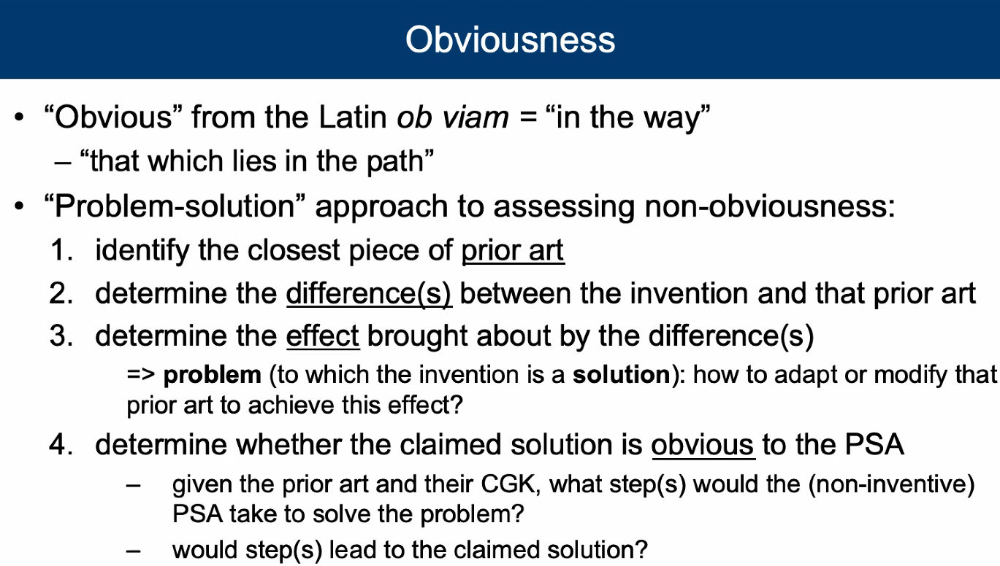 Obviousness
• “Obvious” from the Latin ob viam = “in the way”
– “that which lies in the path”
• “Problem-solution” approach to assessing non-obviousness:
1. identify the closest piece of prior art
2. determine the difference(s) between the invention and that prior art
3. determine the effect brought about by the difference(s)
=> problem (to which the invention is a solution): how to adapt or modify that
prior art to achieve this effect?
4. determine whether the claimed solution is obvious to the PSA
– given the prior art and their CGK, what step(s) would the (non-inventive)
PSA take to solve the problem?
– would step(s) lead to the claimed solution?